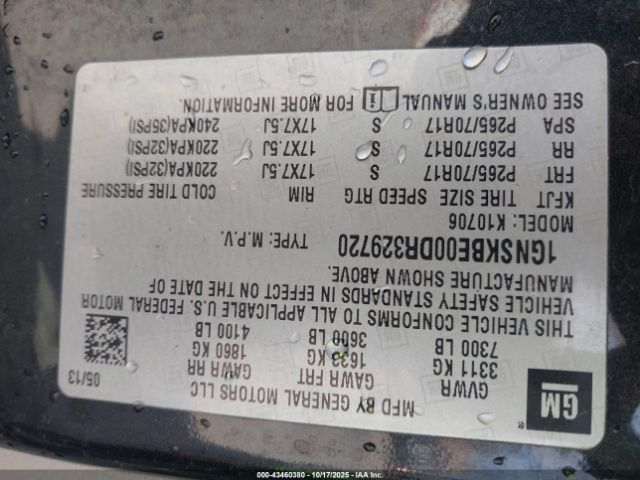 GM®
MFD BY GENERAL MOTORS LLC
05/13
GVWR GAWR FRT GAWR RR
3311 KG 1633 KG 1860 KG
7300 LB 3600 LB 4100 LB
THIS VEHICLE CONFORMS TO ALL APPLICABLE U.S. FEDERAL MOTOR
VEHICLE SAFETY STANDARDS IN EFFECT ON THE DATE OF
MANUFACTURE SHOWN ABOVE.
1GNSKBE00DR329720 TYPE: M.P.V.
MODEL: K10706
KFJT TIRE SIZE SPEED RTG RIM COLD TIRE PRESSURE
FRT P265/70R17 S 17X7.5J 220KPA(32PSI)
RR P265/70R17 S 17X7.5J 220KPA(32PSI)
SPA P265/70R17 S 17X7.5J 240KPA(35PSI)
SEE OWNER'S MANUAL i FOR MORE INFORMATION.
000-43460380 - 10/17/2025 - IAAI.COM